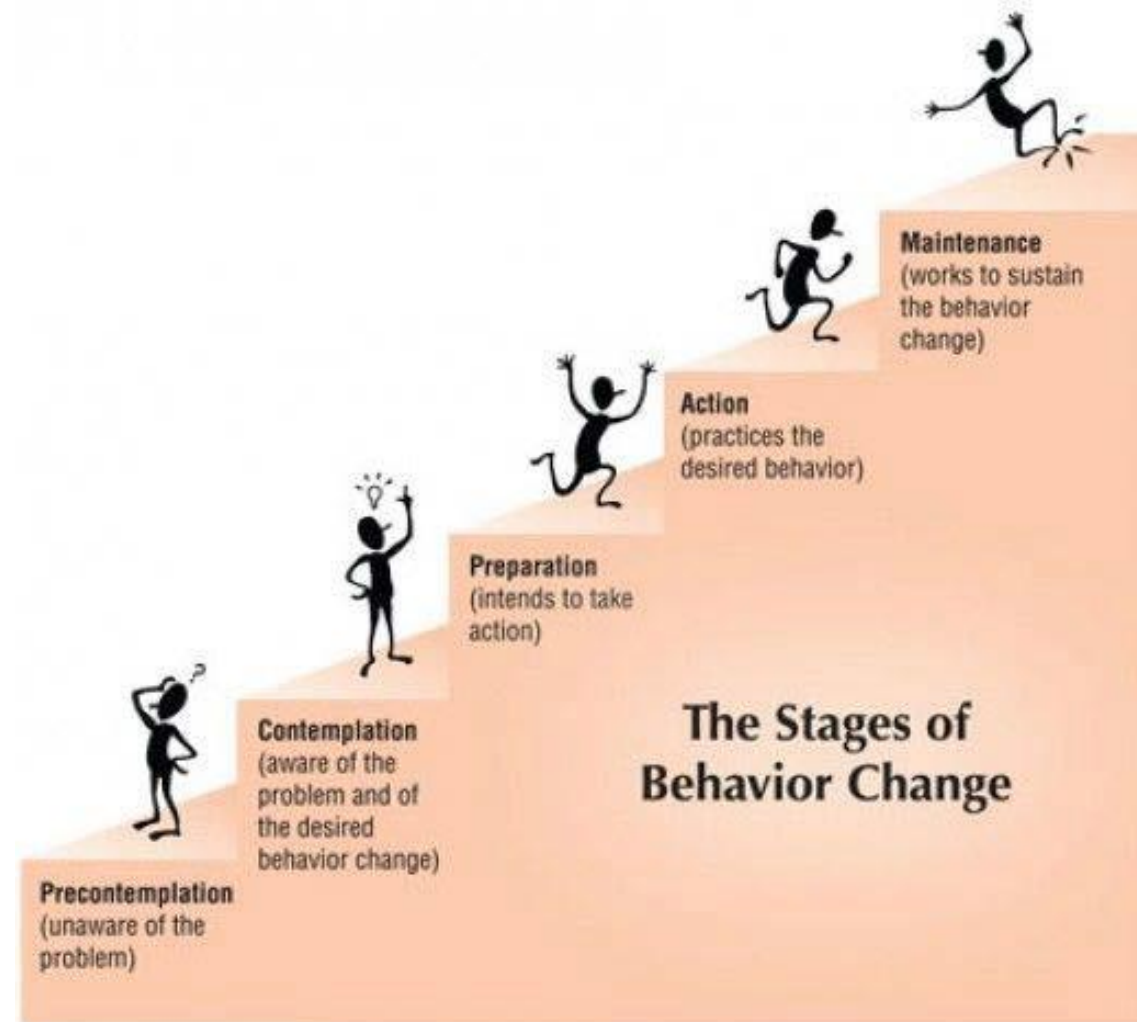 Maintenance
(works to sustain
the behavior
change)
Action
(practices the
desired behavior)
Preparation
(intends to take
action)
Contemplation
(aware of the
problem and of
the desired
behavior change)
Precontemplation
(unaware of the
problem)
The Stages of
Behavior Change
?